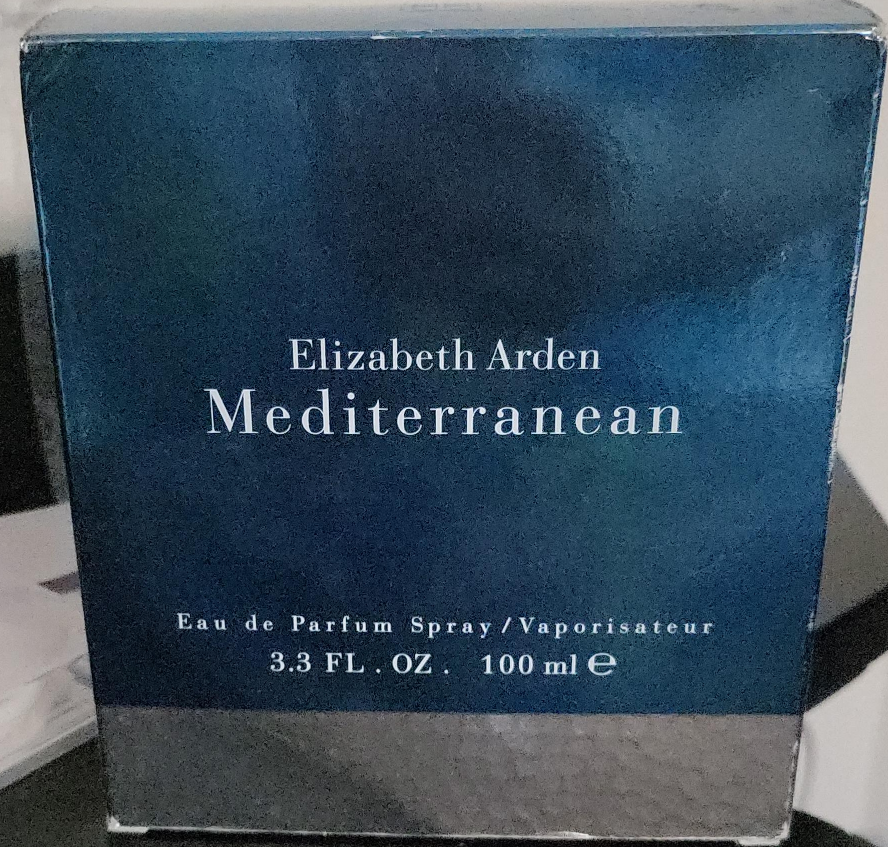 Elizabeth Arden
Mediterranean
Eau de Parfum Spray/Vaporisateur
3.3 FL. OZ. 100 ml ℮